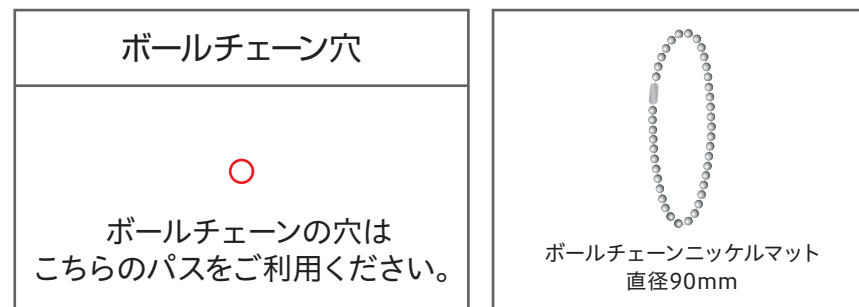 ボールチェーン穴
ボールチェーンの穴は
こちらのパスをご利用ください。
ボールチェーンニッケルマット
直径90mm